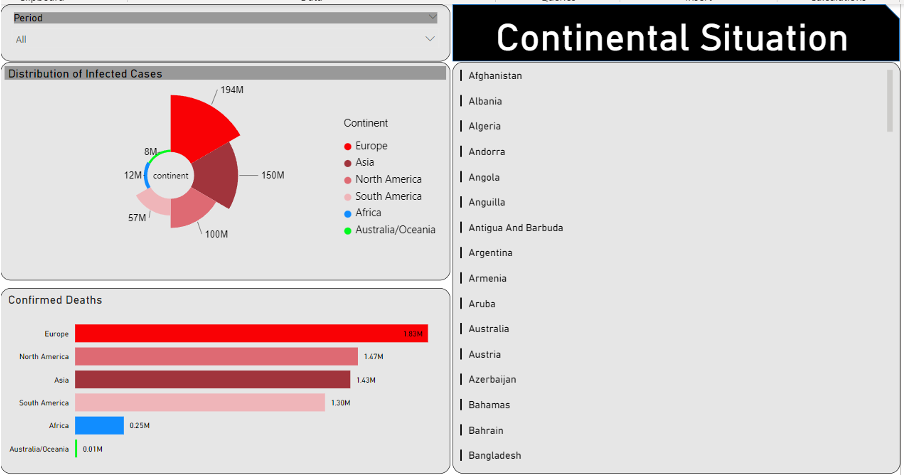 Period
All
Continental Situation
Distribution of Infected Cases
194M
150M
100M
57M
12M
8M
continent
Continent
Europe
Asia
North America
South America
Africa
Australia/Oceania
Confirmed Deaths
Europe
North America 1.47M
Asia 1.43M
South America 1.30M
Africa 0.25M
Australia/Oceania 0.01M
Afghanistan
Albania
Algeria
Andorra
Angola
Anguilla
Antigua And Barbuda
Argentina
Armenia
Aruba
Australia
Austria
Azerbaijan
Bahamas
Bahrain
Bangladesh